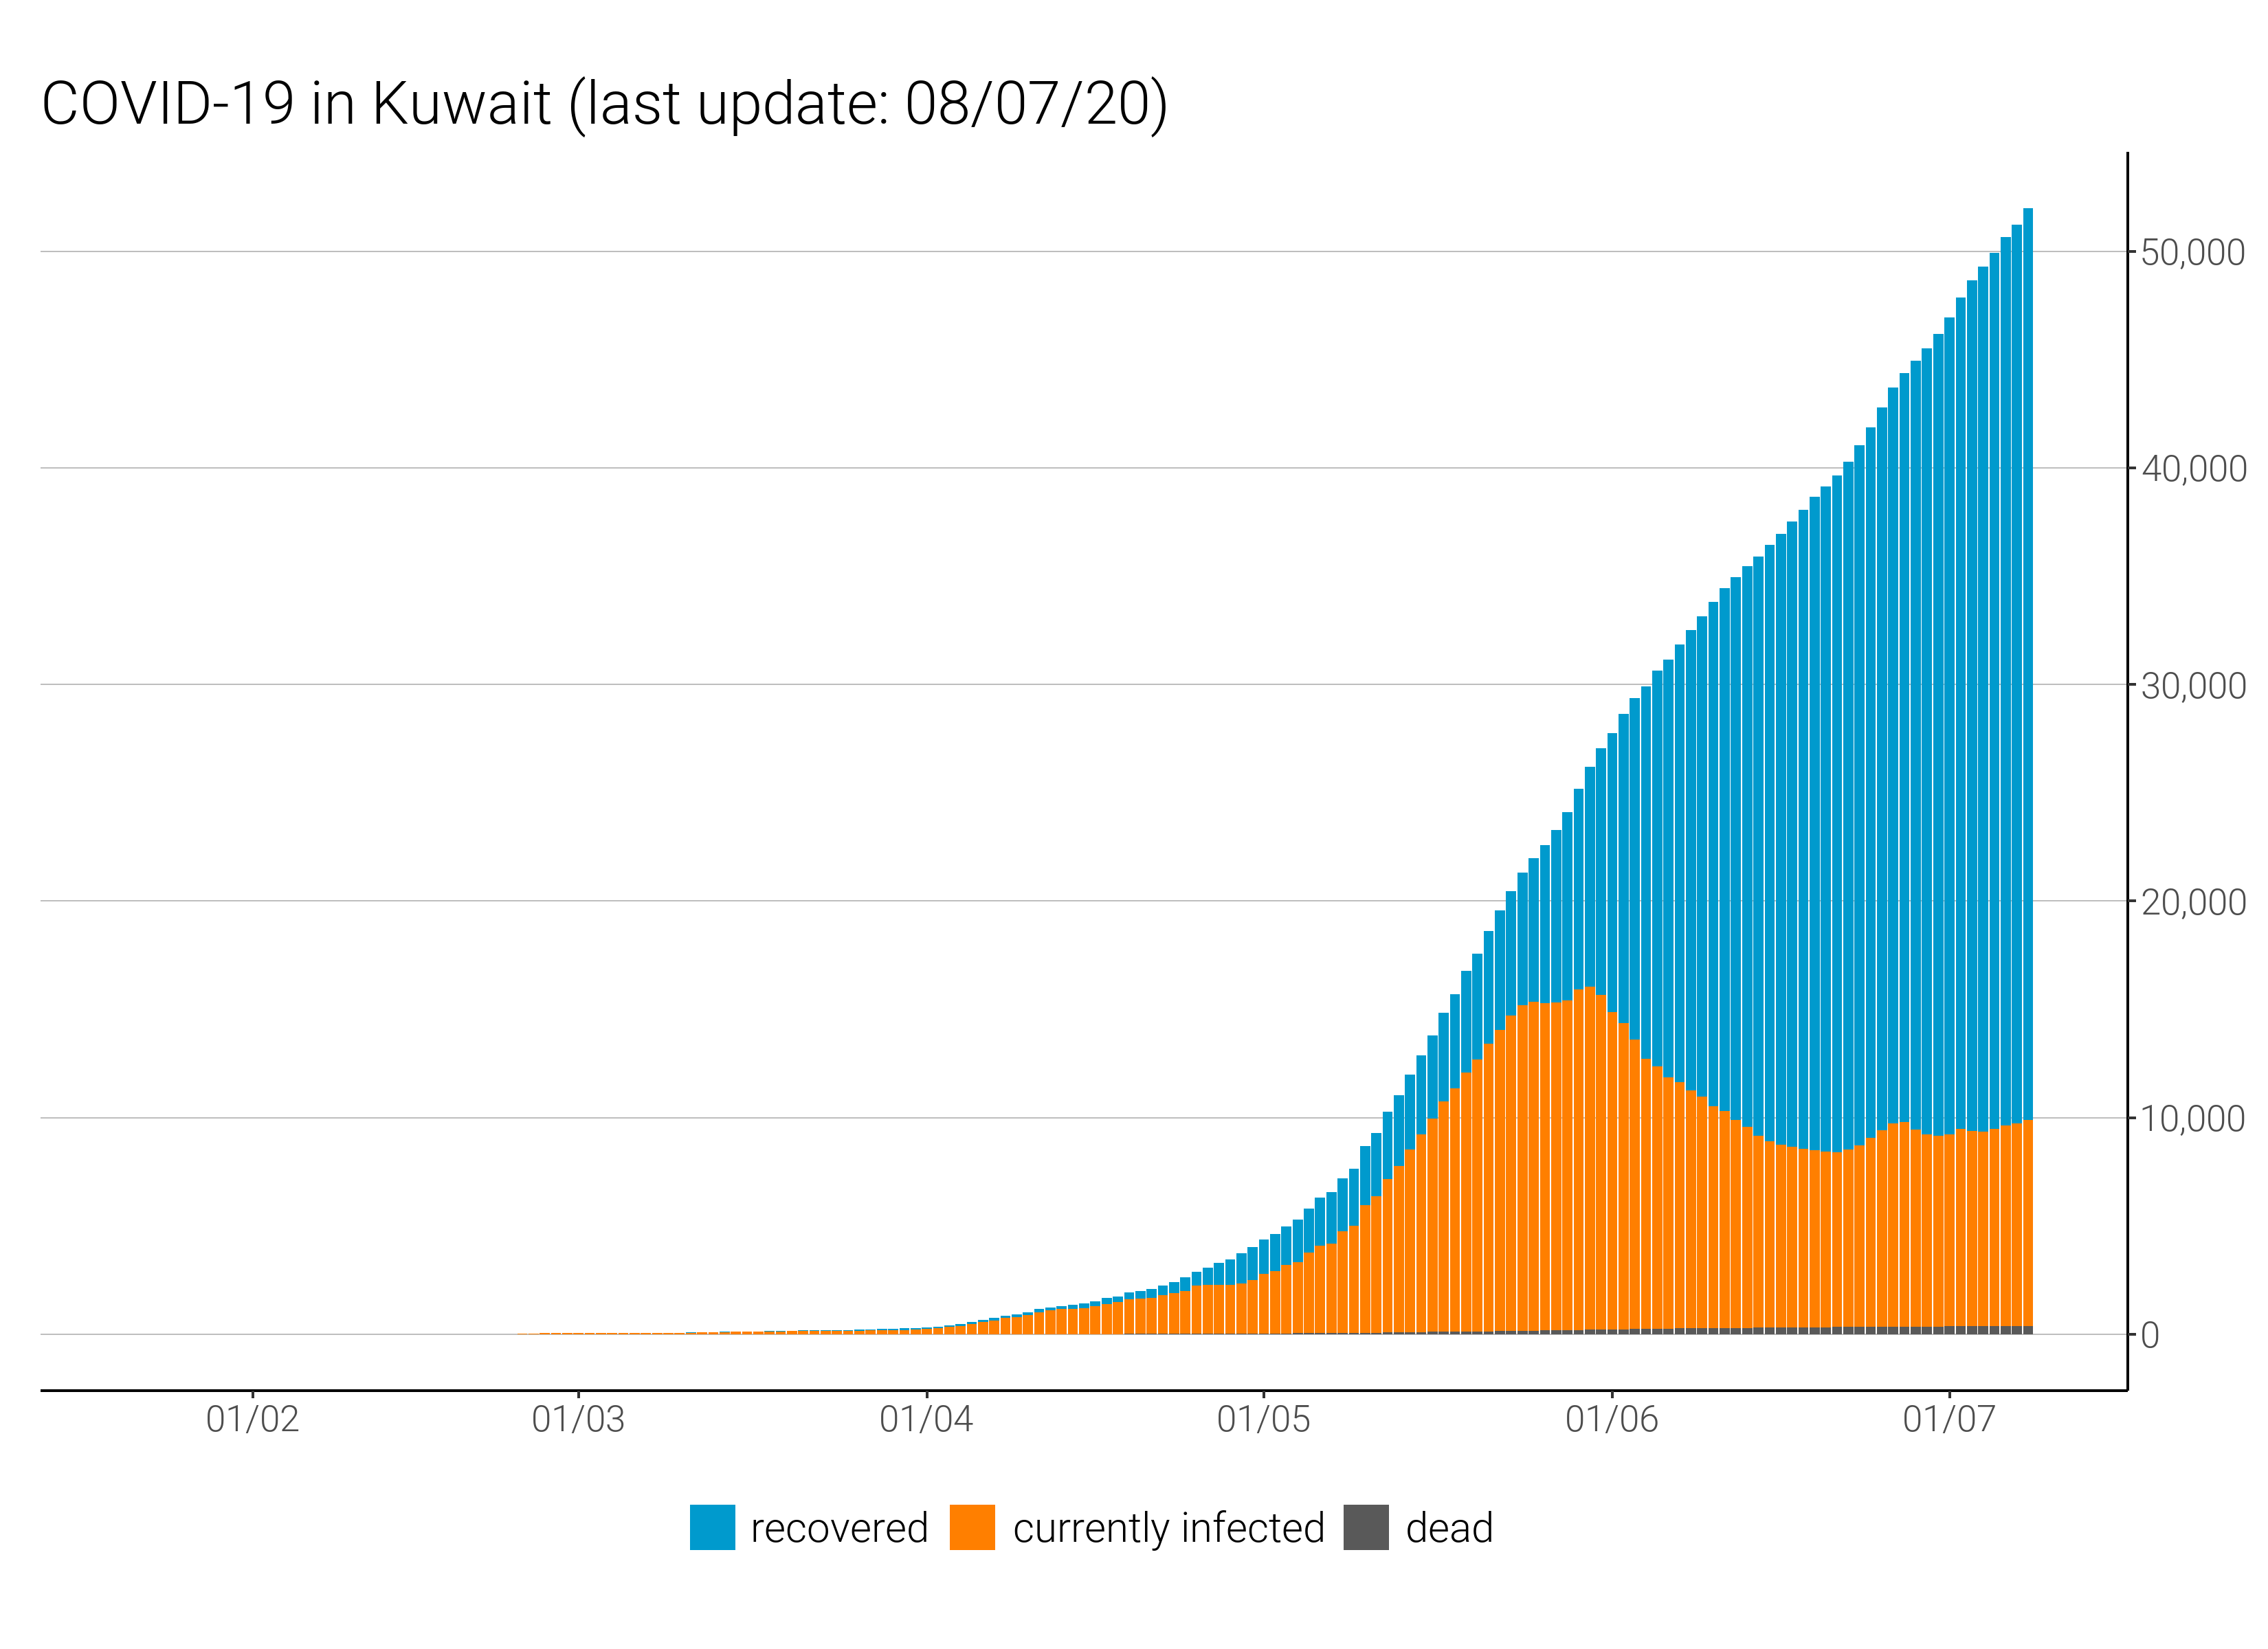 COVID-19 in Kuwait (last update: 08/07/20)
50,000
40,000
30,000
20,000
10,000
0
01/02 01/03 01/04 01/05 01/06 01/07
recovered currently infected dead